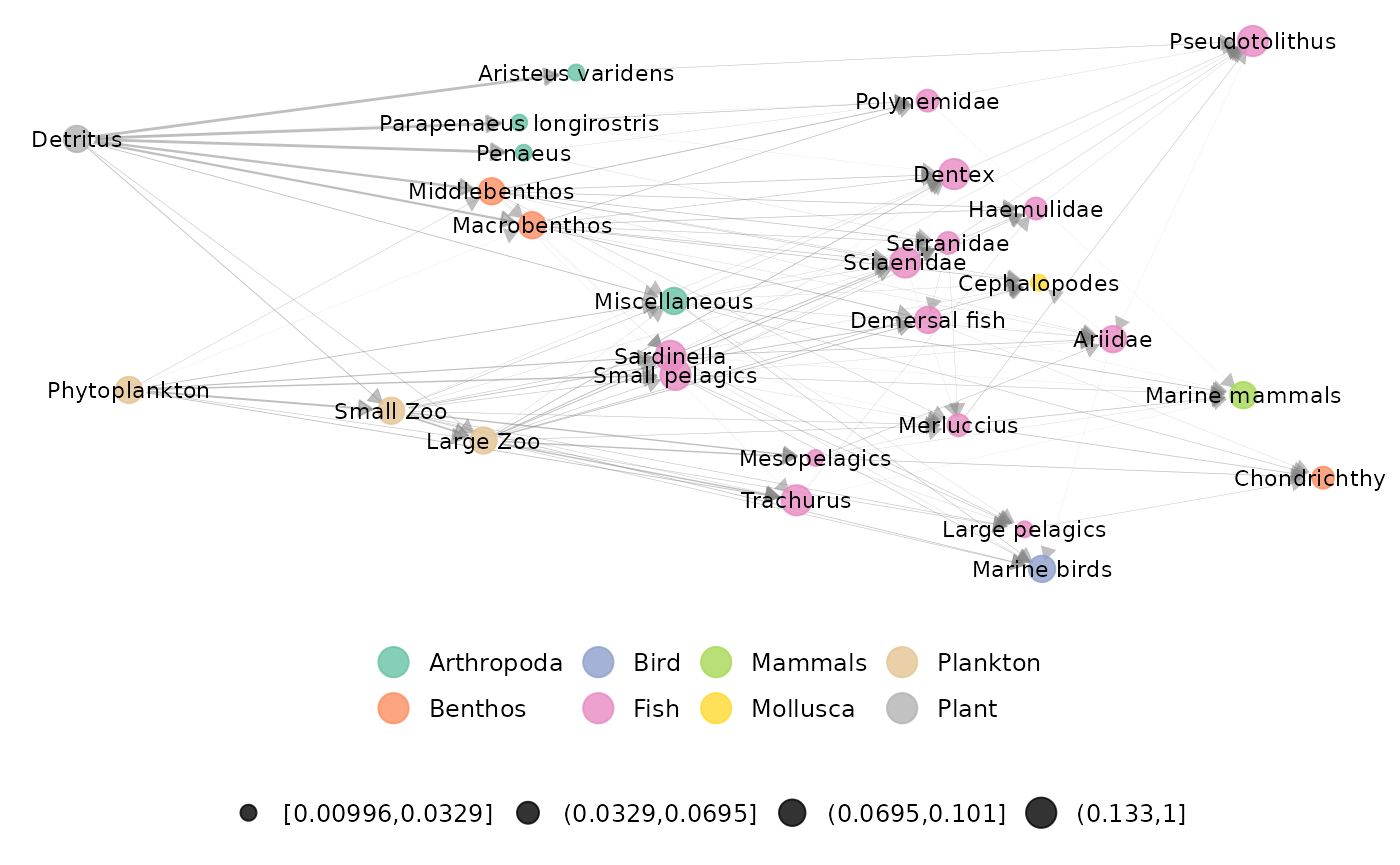 Pseudotolithus
Aristeus varidens
Polynemidae
Parapenaeus longirostris
Detritus
Penaeus
Dentex
Middlebenthos
Haemulidae
Macrobenthos
Serranidae
Sciaenidae
Cephalopodes
Miscellaneous
Demersal fish
Ariidae
Sardinella
Small pelagics
Phytoplankton
Marine mammals
Small Zoo
Merluccius
Large Zoo
Mesopelagics
Chondrichthy
Trachurus
Large pelagics
Marine birds
Arthropoda Bird Mammals Plankton
Benthos Fish Mollusca Plant
[0.00996,0.0329] (0.0329,0.0695] (0.0695,0.101] (0.133,1]